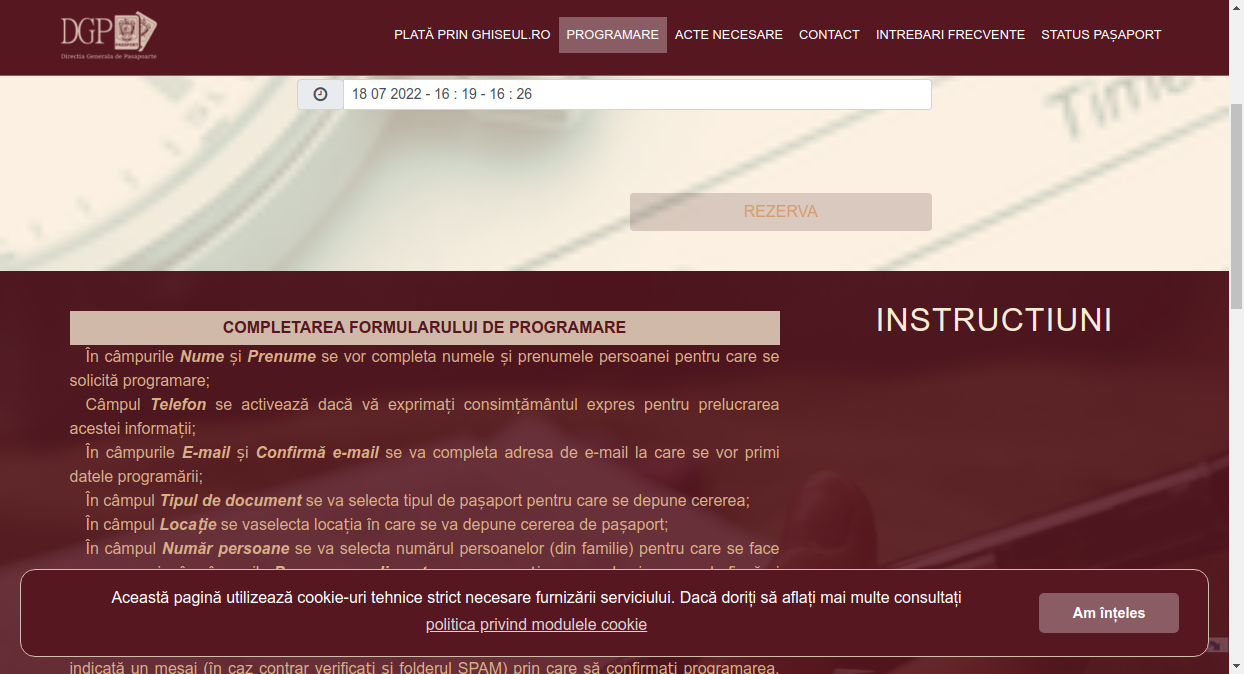 DGP
PASAPORT
Directia Generala de Pasapoarte
PLATĂ PRIN GHISEUL.RO PROGRAMARE ACTE NECESARE CONTACT INTREBARI FRECVENTE STATUS PAȘAPORT
18 07 2022 - 16 : 19 - 16 : 26
Time
REZERVA
INSTRUCTIUNI
COMPLETAREA FORMULARULUI DE PROGRAMARE
În câmpurile Nume și Prenume se vor completa numele și prenumele persoanei pentru care se
solicită programare;
Câmpul Telefon se activează dacă vă exprimați consimțământul expres pentru prelucrarea
acestei informații;
În câmpurile E-mail și Confirmă e-mail se va completa adresa de e-mail la care se vor primi
datele programării;
În câmpul Tipul de document se va selecta tipul de pașaport pentru care se depune cererea;
În câmpul Locație se vaselecta locația în care se va depune cererea de pașaport;
În câmpul Număr persoane se va selecta numărul persoanelor (din familie) pentru care se face
Această pagină utilizează cookie-uri tehnice strict necesare furnizării serviciului. Dacă doriți să aflați mai multe consultați
politica privind modulele cookie
Am înțeles
indicată un mesaj (în caz contrar verificați și folderul SPAM) prin care să confirmați programarea.